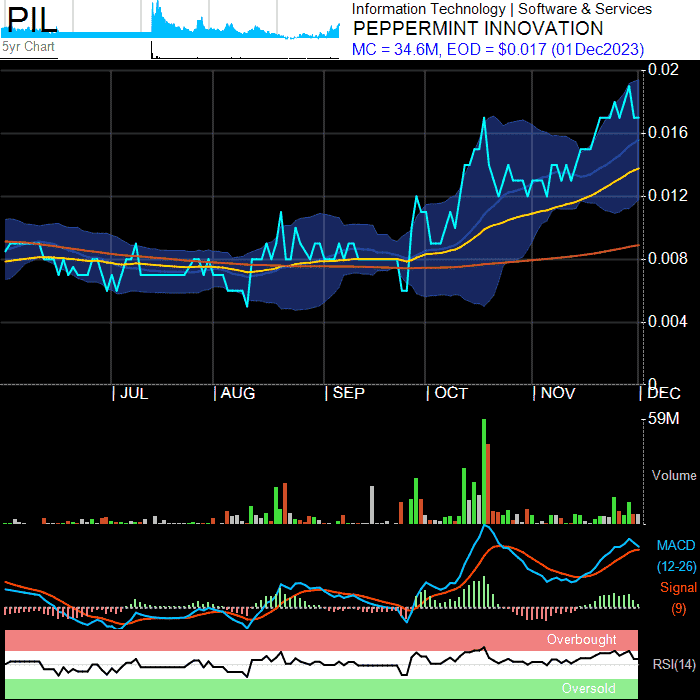 PIL
5yr Chart
Information Technology | Software & Services
PEPPERMINT INNOVATION
MC = 34.6M, EOD = $0.017 (01Dec2023)
0.02
0.016
0.012
0.008
0.004
0
| JUL | AUG | SEP | OCT | NOV | DEC
59M
Volume
MACD
(12-26)
Signal
(9)
Overbought
RSI(14)
Oversold